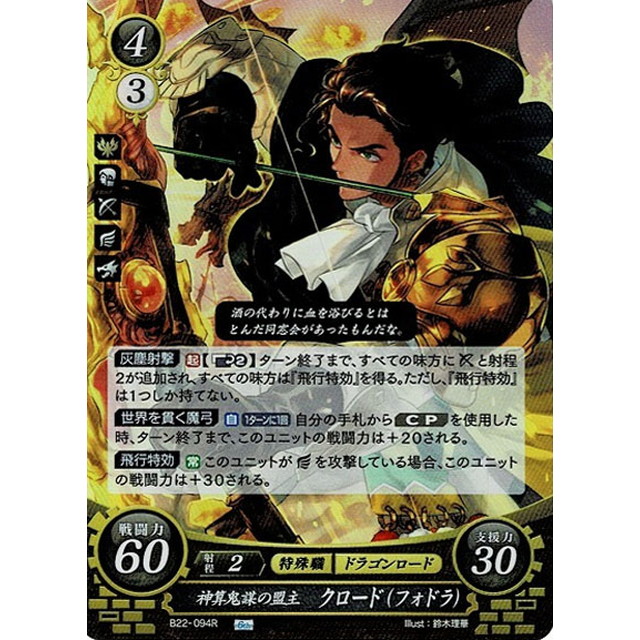 4
3
酒の代わりに血を浴びるとは
とんだ同窓会があったもんだな。
灰塵射撃 起【 2】ターン終了まで、すべての味方に と射程
2が追加され、すべての味方は『飛行特効』を得る。ただし、『飛行特効』
は1つしか持てない。
世界を貫く魔弓 自 1ターンに1回 自分の手札から CP を使用した
時、ターン終了まで、このユニットの戦闘力は+20される。
飛行特効 常 このユニットが を攻撃している場合、このユニット
の戦闘力は+30される。
戦闘力
60
射程 2 特殊職 ドラゴンロード
支援力
30
神算鬼謀の盟主 クロード(フォドラ)
B22-094R Illust:鈴木理華